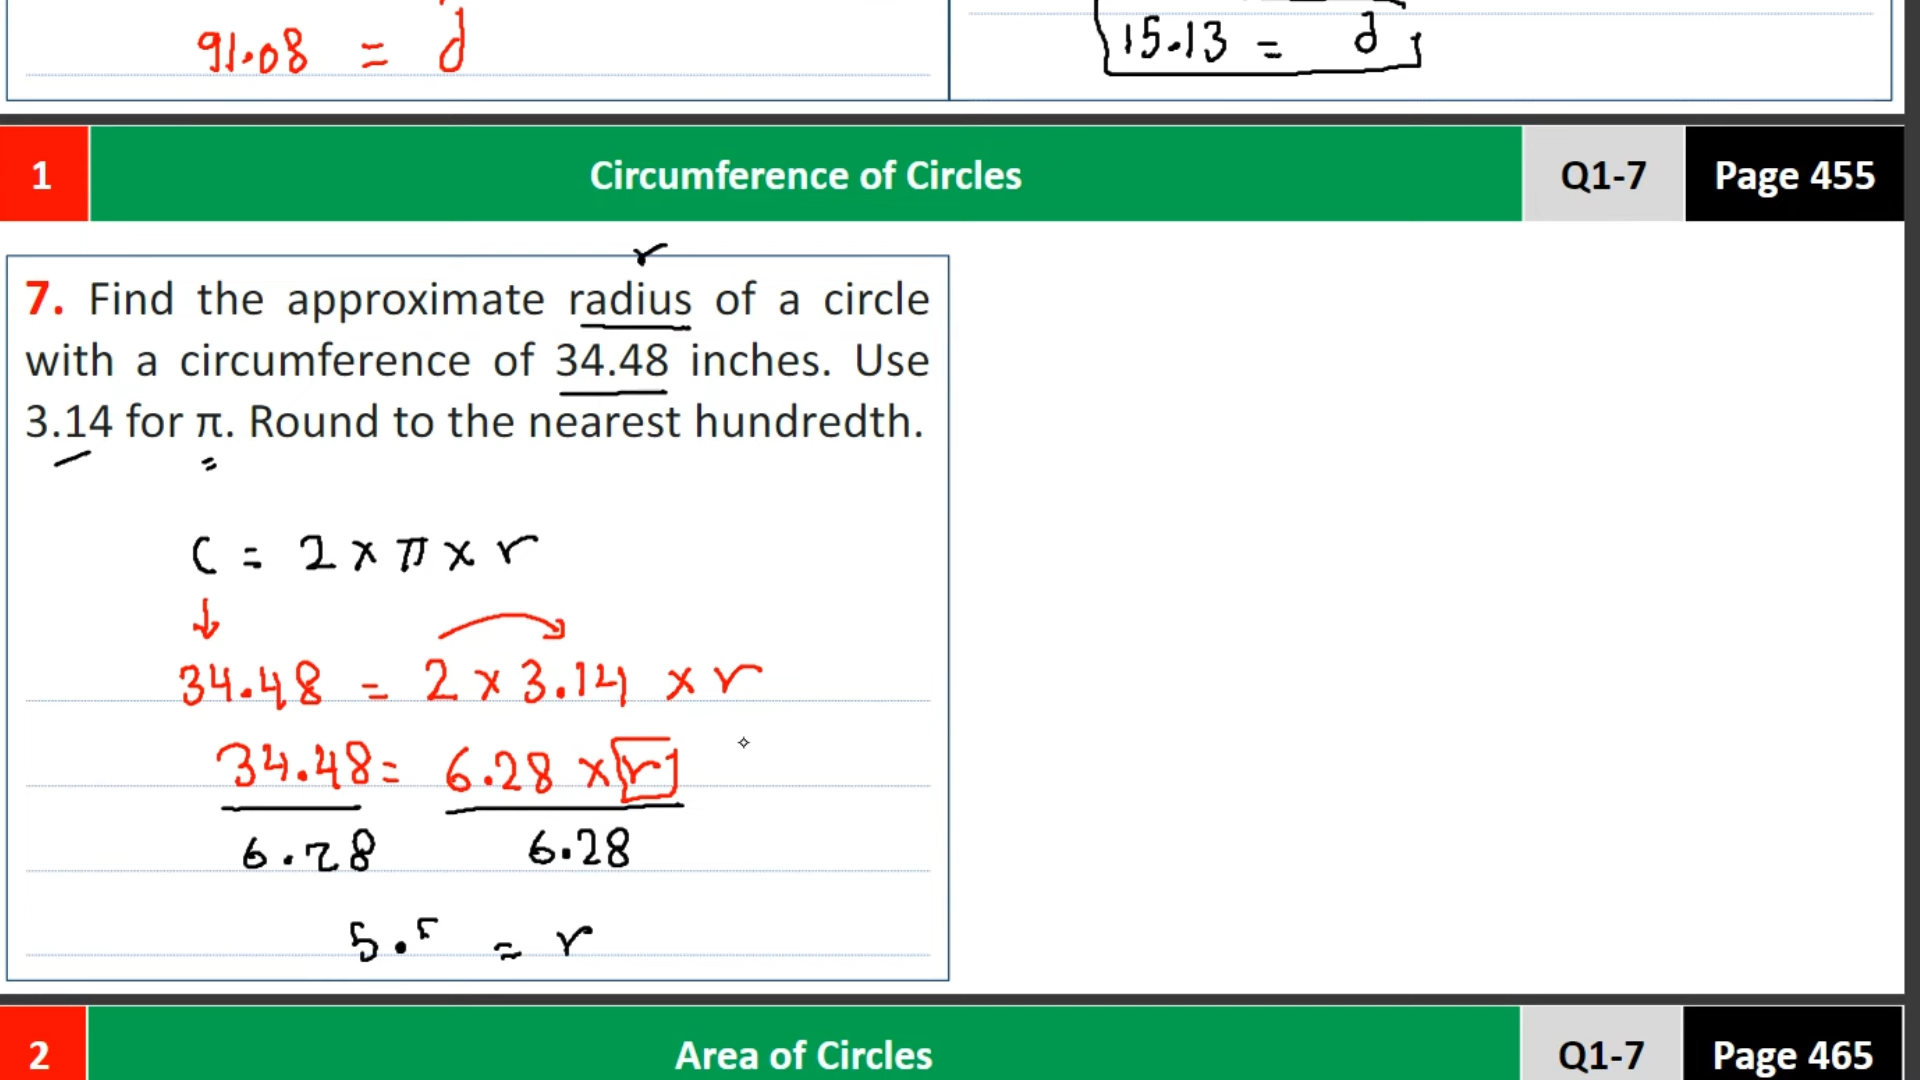 91.08 = d
15.13 = d
1 Circumference of Circles Q1-7 Page 455
r
7. Find the approximate radius of a circle
with a circumference of 34.48 inches. Use
3.14 for π. Round to the nearest hundredth.
C = 2 × π × r
34.48 = 2 × 3.14 × r
34.48 = 6.28 × r
6.28 6.28
5.5 = r
2 Area of Circles Q1-7 Page 465